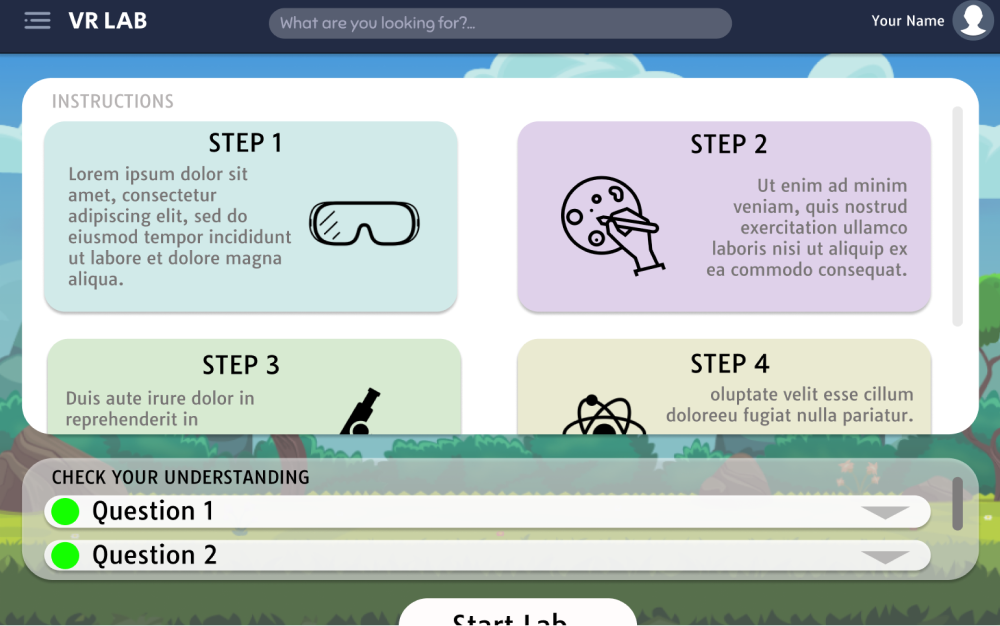 VR LAB
What are you looking for?...
Your Name
INSTRUCTIONS
STEP 1
Lorem ipsum dolor sit
amet, consectetur
adipiscing elit, sed do
eiusmod tempor incididunt
ut labore et dolore magna
aliqua.
STEP 2
Ut enim ad minim
veniam, quis nostrud
exercitation ullamco
laboris nisi ut aliquip ex
ea commodo consequat.
STEP 3
Duis aute irure dolor in
reprehenderit in
STEP 4
oluptate velit esse cillum
doloreeu fugiat nulla pariatur.
CHECK YOUR UNDERSTANDING
Question 1
Question 2
Start Lab